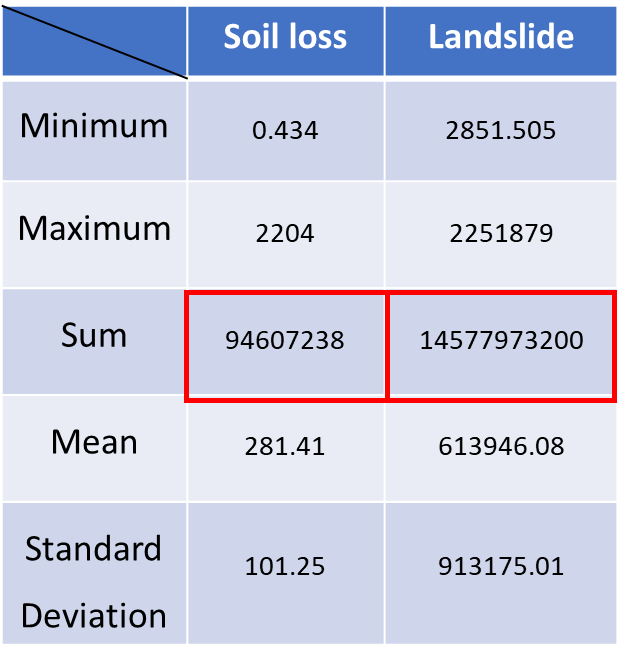 Soil loss Landslide
Minimum 0.434 2851.505
Maximum 2204 2251879
Sum 94607238 14577973200
Mean 281.41 613946.08
Standard
Deviation 101.25 913175.01